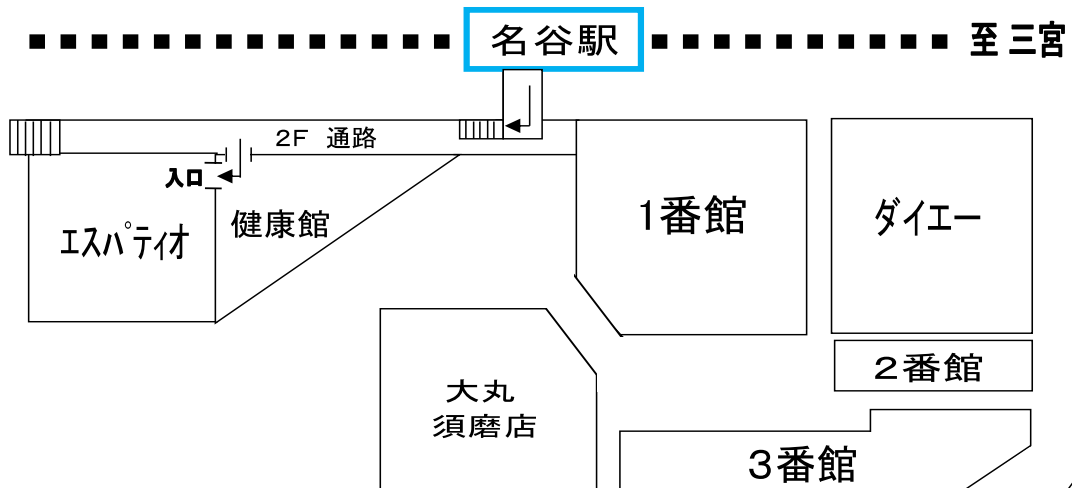 名谷駅
至 三宮
2F 通路
入口
エスパティオ
健康館
1番館
ダイエー
2番館
大丸
須磨店
3番館